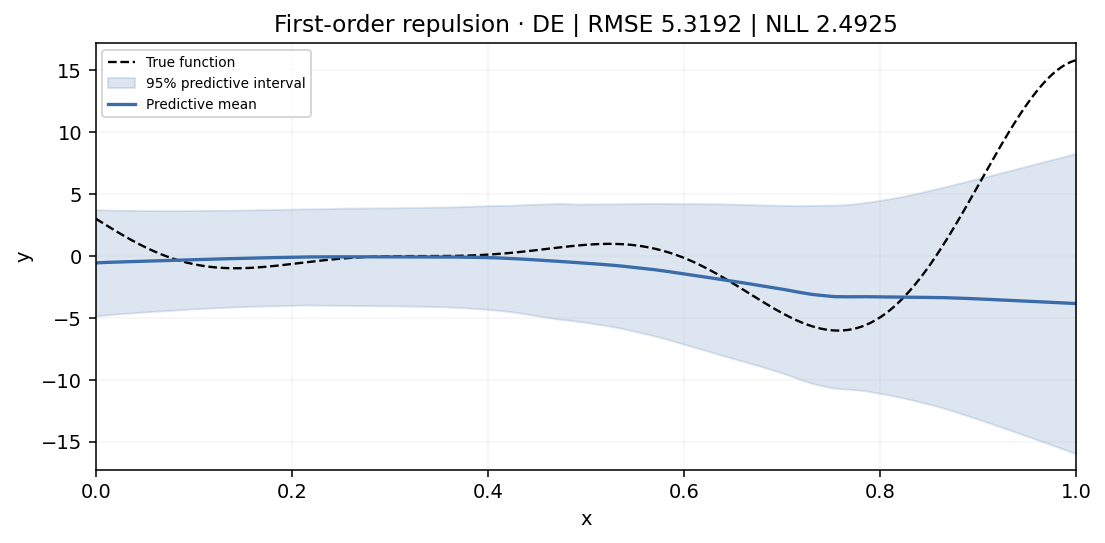 First-order repulsion · DE | RMSE 5.3192 | NLL 2.4925
True function
95% predictive interval
Predictive mean
15
10
5
0
−5
−10
−15
y
0.0 0.2 0.4 0.6 0.8 1.0
x